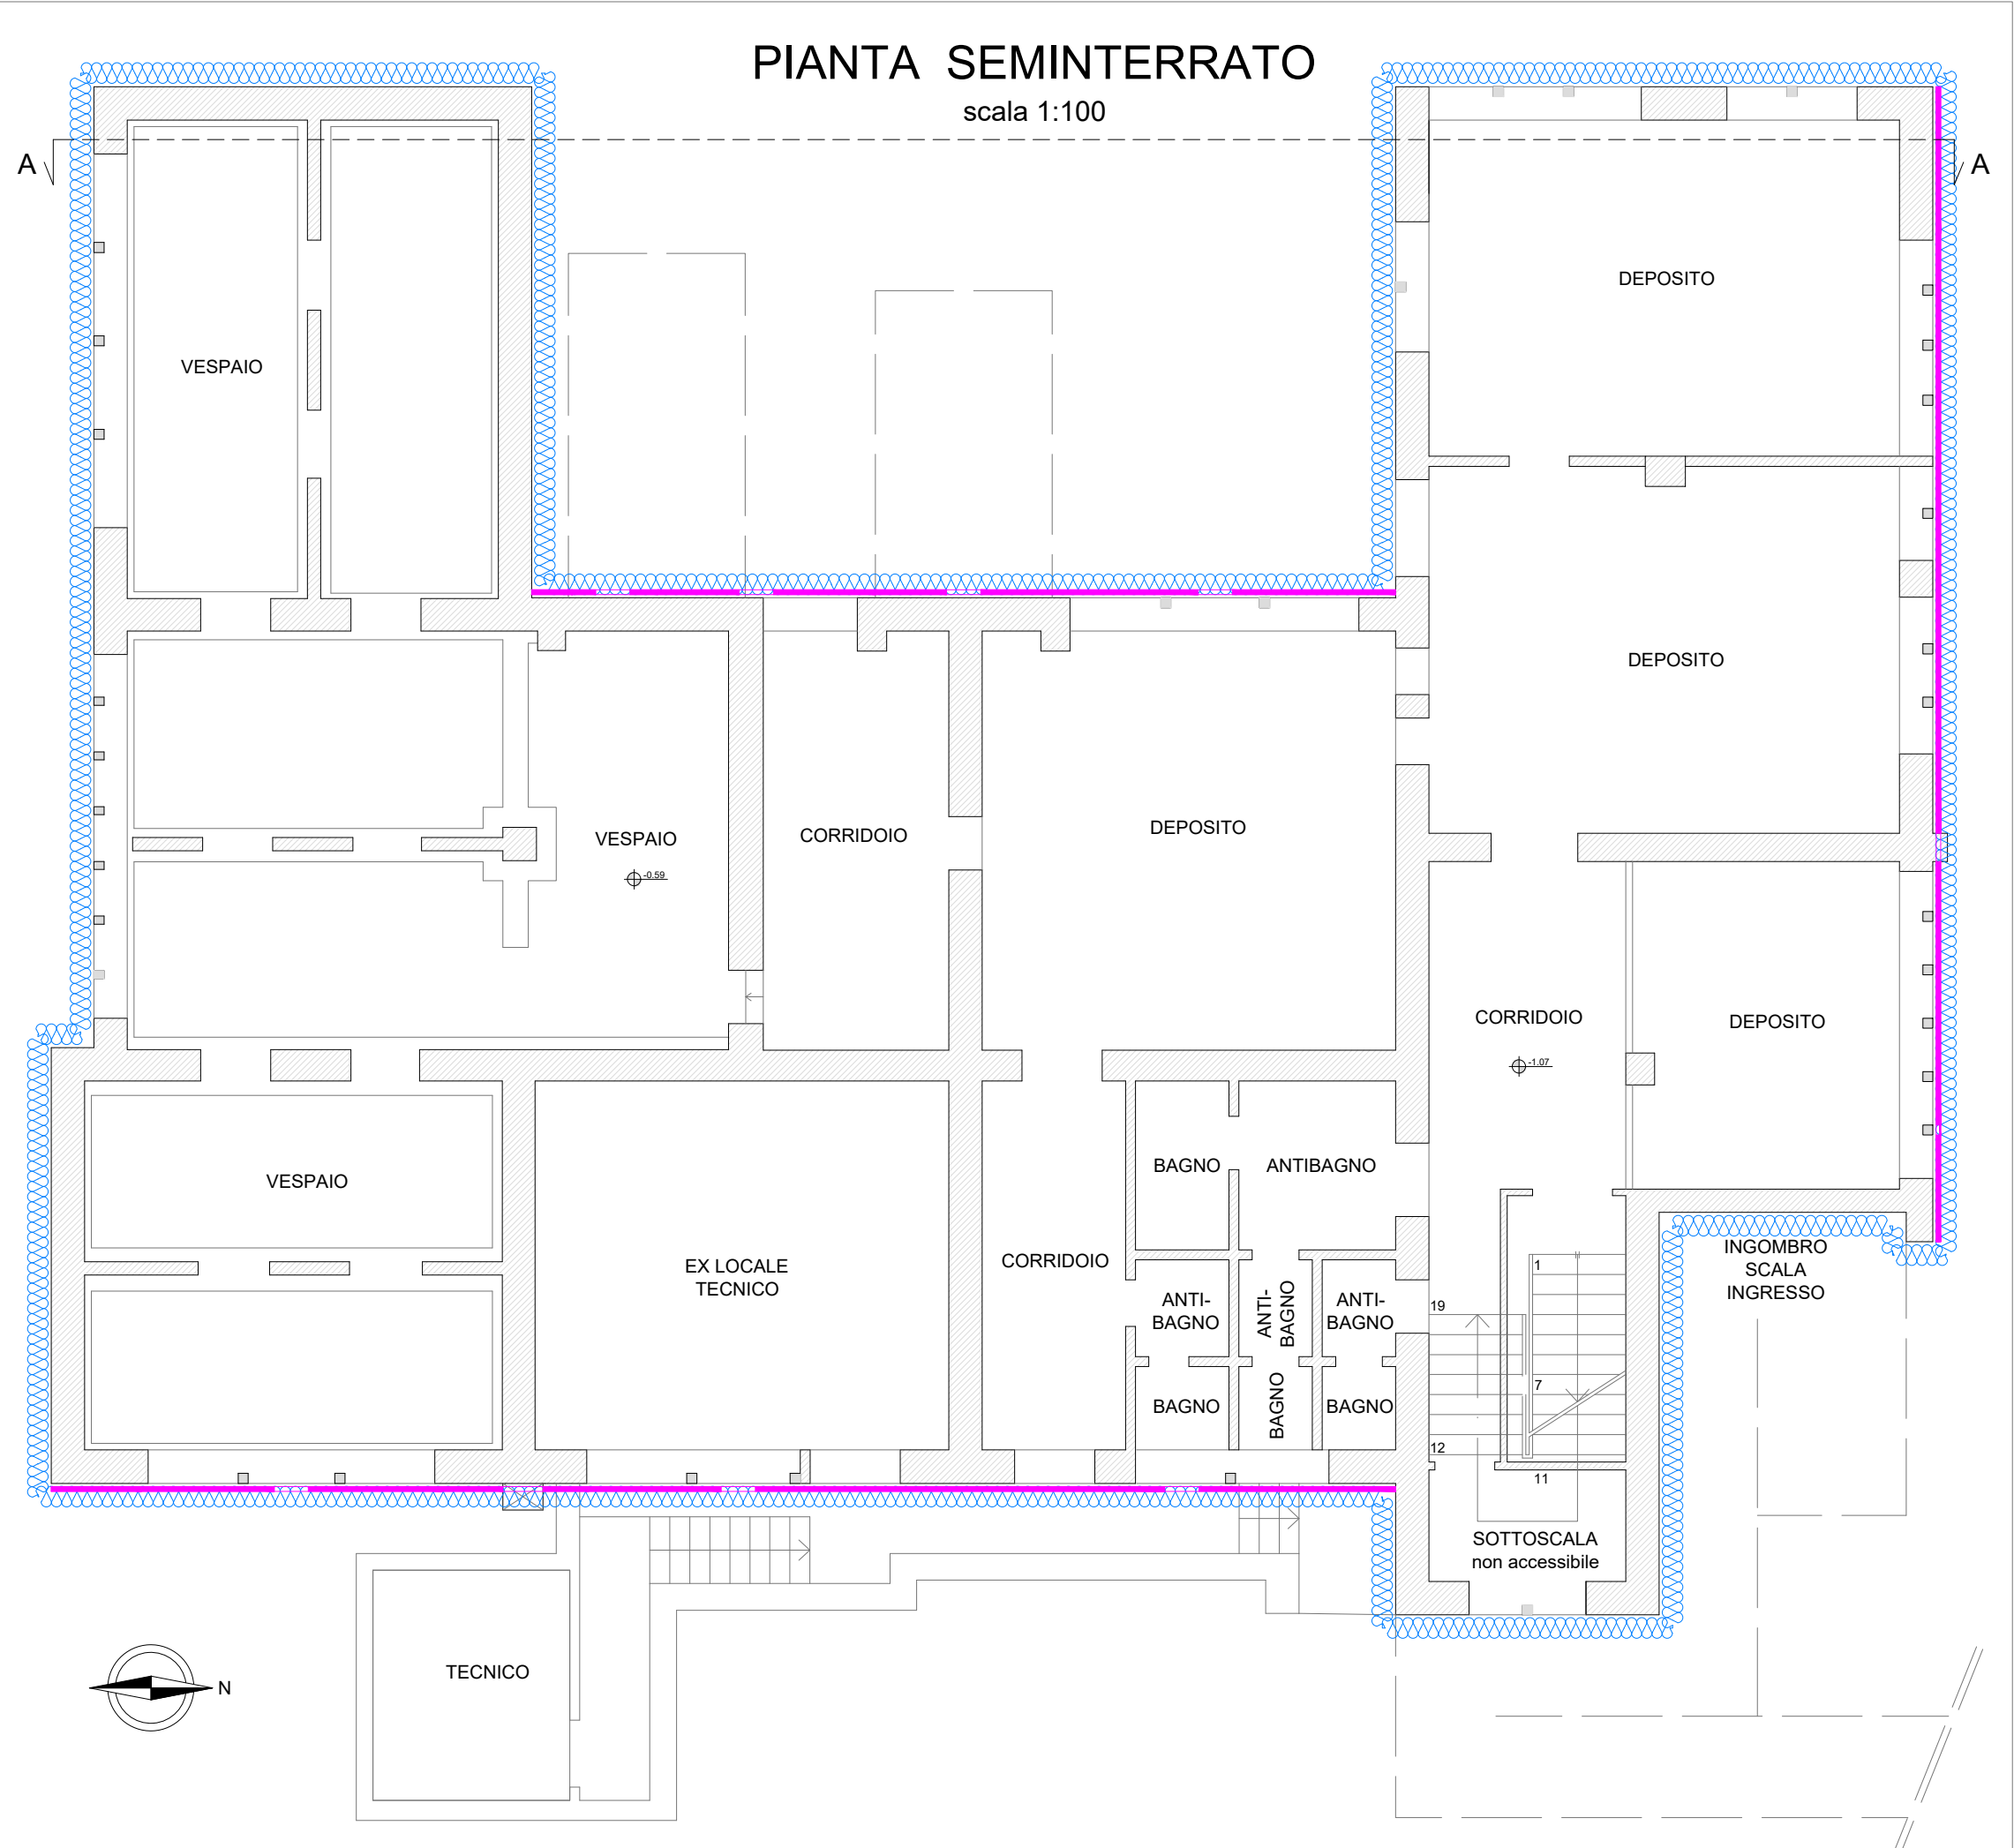 PIANTA SEMINTERRATO
scala 1:100
A
A
DEPOSITO
VESPAIO
DEPOSITO
VESPAIO
-0.59
CORRIDOIO
DEPOSITO
CORRIDOIO
-1.07
DEPOSITO
VESPAIO
BAGNO
ANTIBAGNO
EX LOCALE
TECNICO
CORRIDOIO
ANTI-
BAGNO
ANTI-
BAGNO
ANTI-
BAGNO
BAGNO
BAGNO
BAGNO
INGOMBRO
SCALA
INGRESSO
1
19
7
12
11
SOTTOSCALA
non accessibile
TECNICO
N